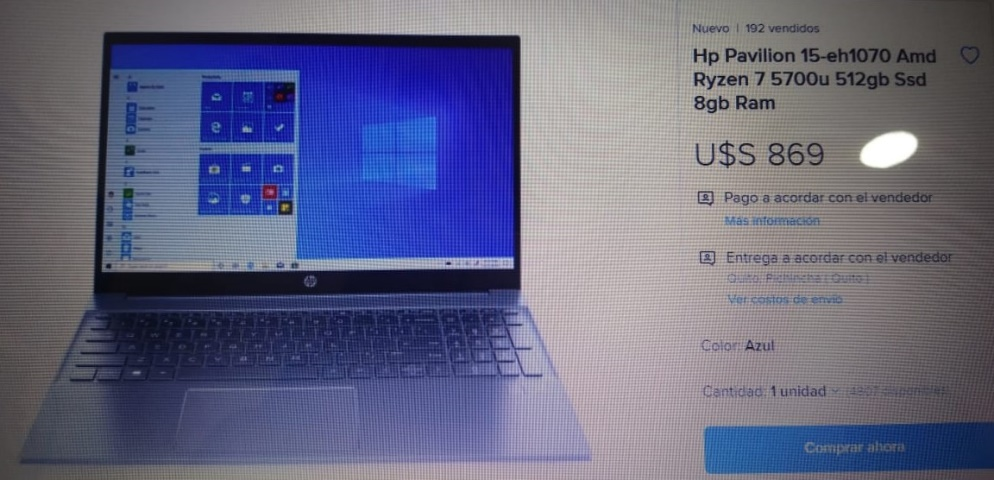 Nuevo | 192 vendidos
Hp Pavilion 15-eh1070 Amd
Ryzen 7 5700u 512gb Ssd
8gb Ram
U$S 869
Pago a acordar con el vendedor
Más información
Entrega a acordar con el vendedor
Quito, Pichincha ( Quito )
Ver costos de envío
Color: Azul
Cantidad: 1 unidad
Comprar ahora
hp